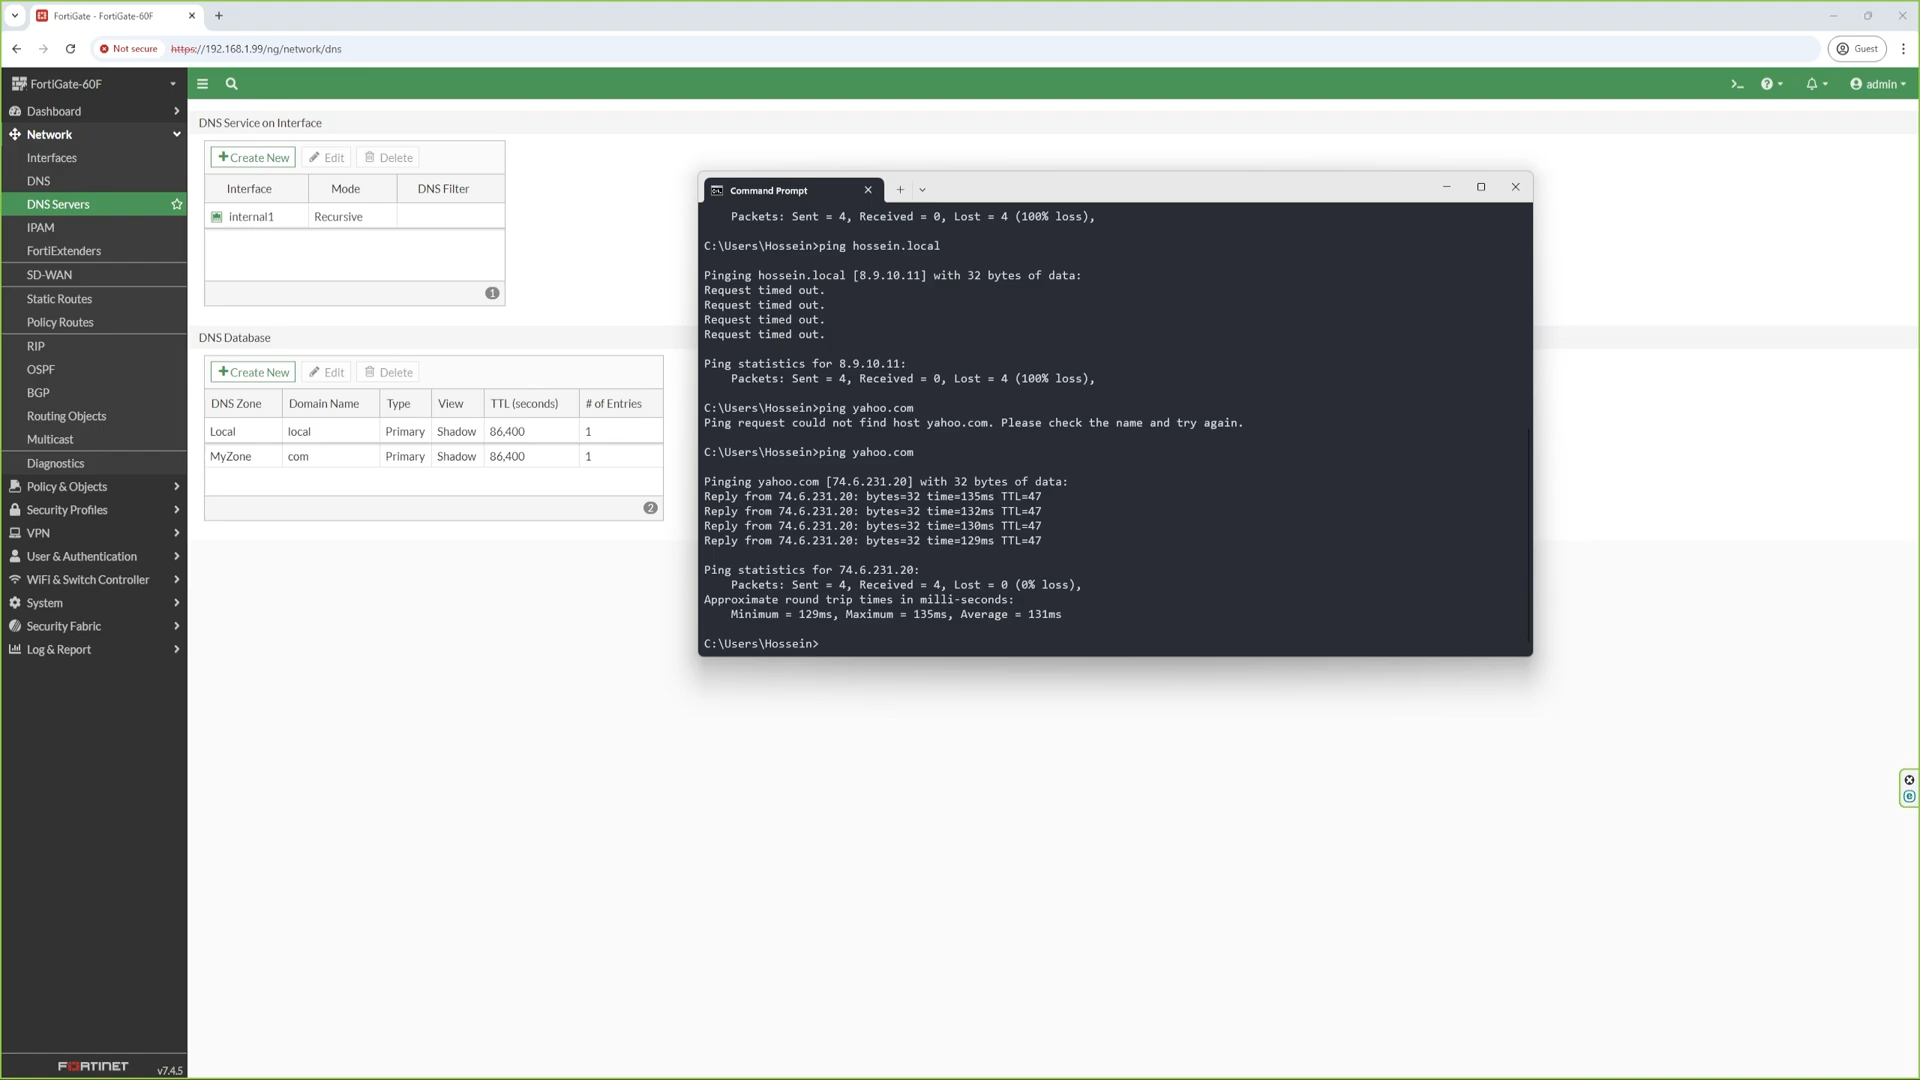 FortiGate - FortiGate-60F
Not secure
https://192.168.1.99/ng/network/dns
Guest
FortiGate-60F
admin
Dashboard
Network
Interfaces
DNS
DNS Servers
IPAM
FortiExtenders
SD-WAN
Static Routes
Policy Routes
RIP
OSPF
BGP
Routing Objects
Multicast
Diagnostics
Policy & Objects
Security Profiles
VPN
User & Authentication
WiFi & Switch Controller
System
Security Fabric
Log & Report
FORTINET
v7.4.5
DNS Service on Interface
Create New Edit Delete
Interface Mode DNS Filter
internal1 Recursive
1
DNS Database
Create New Edit Delete
DNS Zone Domain Name Type View TTL (seconds) # of Entries
Local local Primary Shadow 86,400 1
MyZone com Primary Shadow 86,400 1
2
Command Prompt
Packets: Sent = 4, Received = 0, Lost = 4 (100% loss),
C:\Users\Hossein>ping hossein.local
Pinging hossein.local [8.9.10.11] with 32 bytes of data:
Request timed out.
Request timed out.
Request timed out.
Request timed out.
Ping statistics for 8.9.10.11:
Packets: Sent = 4, Received = 0, Lost = 4 (100% loss),
C:\Users\Hossein>ping yahoo.com
Ping request could not find host yahoo.com. Please check the name and try again.
C:\Users\Hossein>ping yahoo.com
Pinging yahoo.com [74.6.231.20] with 32 bytes of data:
Reply from 74.6.231.20: bytes=32 time=135ms TTL=47
Reply from 74.6.231.20: bytes=32 time=132ms TTL=47
Reply from 74.6.231.20: bytes=32 time=130ms TTL=47
Reply from 74.6.231.20: bytes=32 time=129ms TTL=47
Ping statistics for 74.6.231.20:
Packets: Sent = 4, Received = 4, Lost = 0 (0% loss),
Approximate round trip times in milli-seconds:
Minimum = 129ms, Maximum = 135ms, Average = 131ms
C:\Users\Hossein>